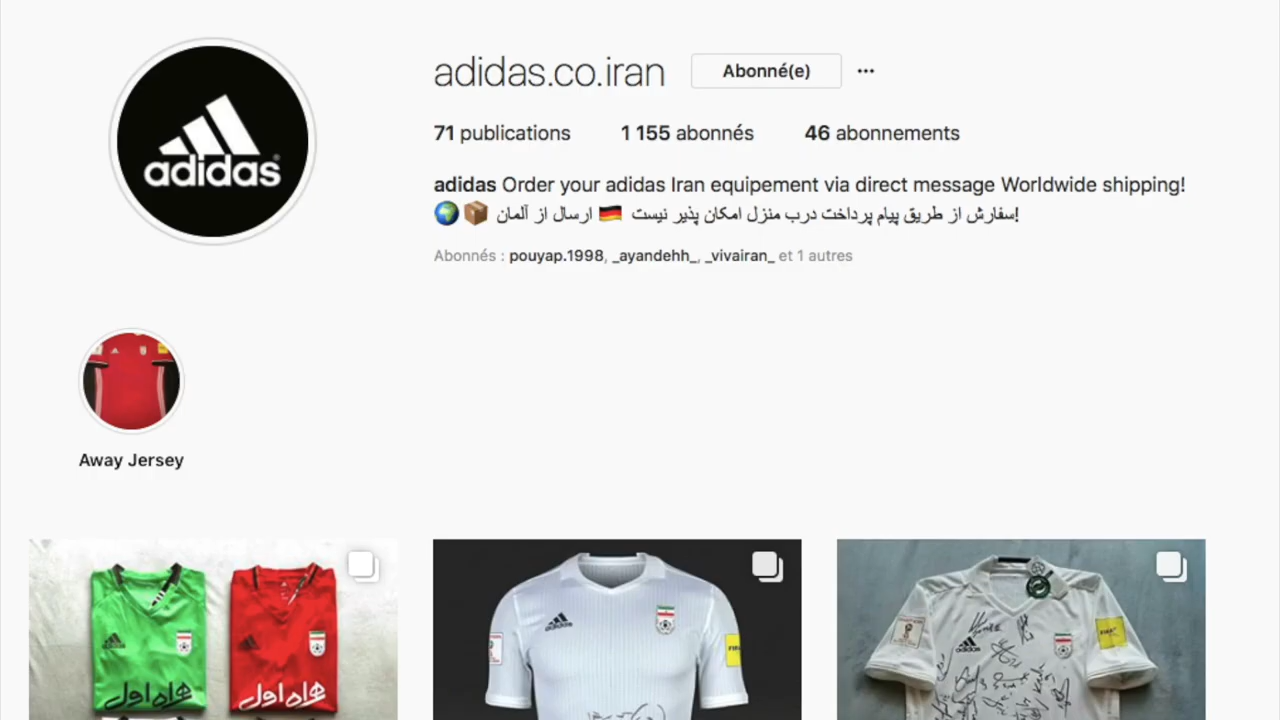 adidas
adidas.co.iran
Abonné(e)
71 publications 1 155 abonnés 46 abonnements
adidas Order your adidas Iran equipement via direct message Worldwide shipping!
سفارش از طریق پیام پرداخت درب منزل امکان پذیر نیست 🇩🇪 ارسال از آلمان 📦🌍!
Abonnés : pouyap.1998, _ayandehh_, _vivairan_ et 1 autres
Away Jersey
همراه اول
همراه اول
adidas
FIFA
adidas
FIFA